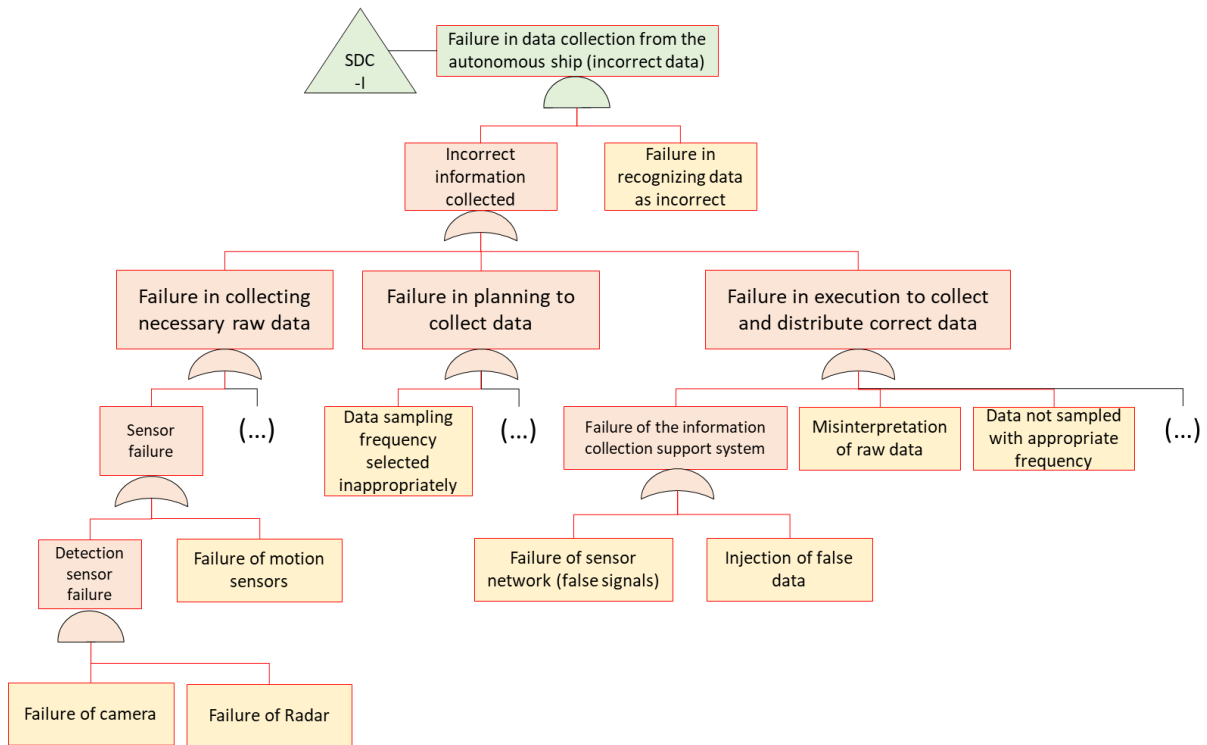 SDC
-I
Failure in data collection from the
autonomous ship (incorrect data)
Incorrect
information
collected
Failure in
recognizing data
as incorrect
Failure in collecting
necessary raw data
Failure in planning to
collect data
Failure in execution to collect
and distribute correct data
Sensor
failure
(...)
Data sampling
frequency
selected
inappropriately
(...)
Failure of the information
collection support system
Misinterpretation
of raw data
Data not sampled
with appropriate
frequency
(...)
Detection
sensor
failure
Failure of motion
sensors
Failure of sensor
network (false signals)
Injection of false
data
Failure of camera
Failure of Radar